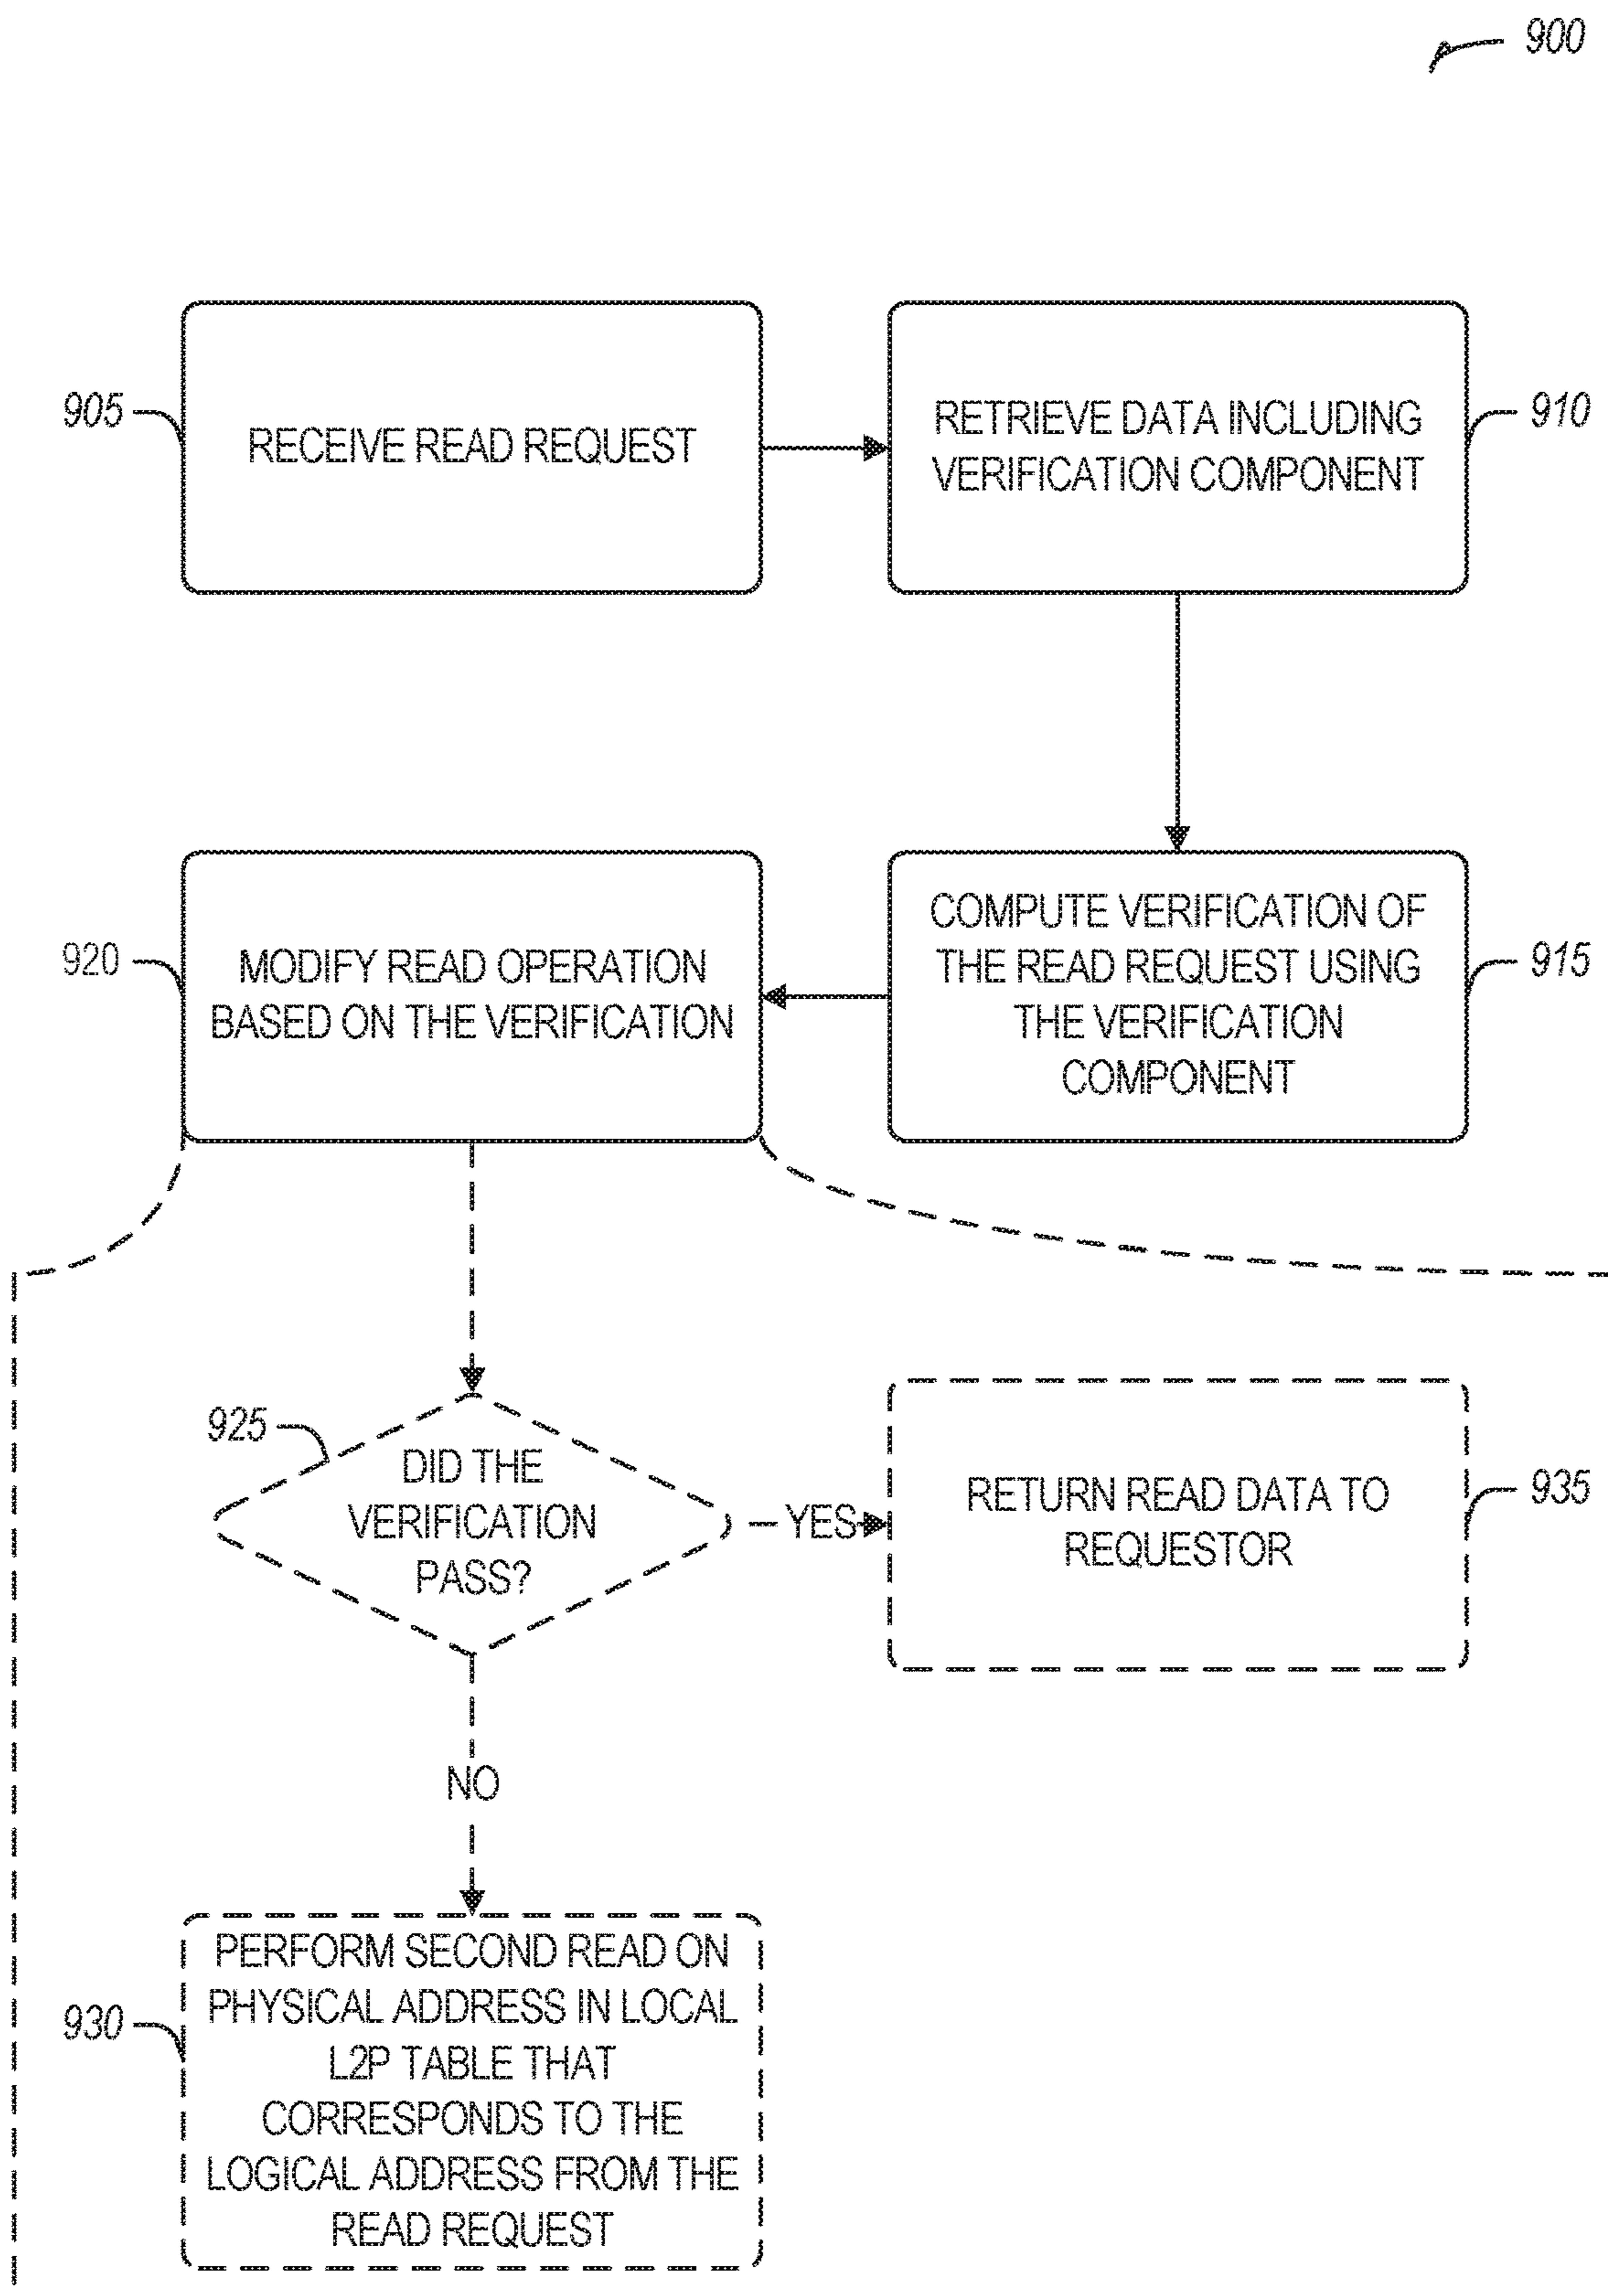 900
905
RECEIVE READ REQUEST
RETRIEVE DATA INCLUDING
VERIFICATION COMPONENT
910
920
MODIFY READ OPERATION
BASED ON THE VERIFICATION
COMPUTE VERIFICATION OF
THE READ REQUEST USING
THE VERIFICATION
COMPONENT
915
925
DID THE
VERIFICATION
PASS?
YES
RETURN READ DATA TO
REQUESTOR
935
NO
930
PERFORM SECOND READ ON
PHYSICAL ADDRESS IN LOCAL
L2P TABLE THAT
CORRESPONDS TO THE
LOGICAL ADDRESS FROM THE
READ REQUEST